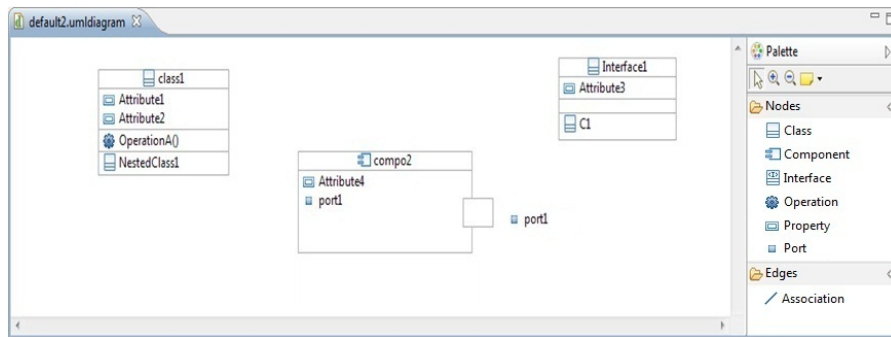 default2.umldiagram
class1
Attribute1
Attribute2
OperationA()
NestedClass1
compo2
Attribute4
port1
port1
Interface1
Attribute3
C1
Palette
Nodes
Class
Component
Interface
Operation
Property
Port
Edges
Association